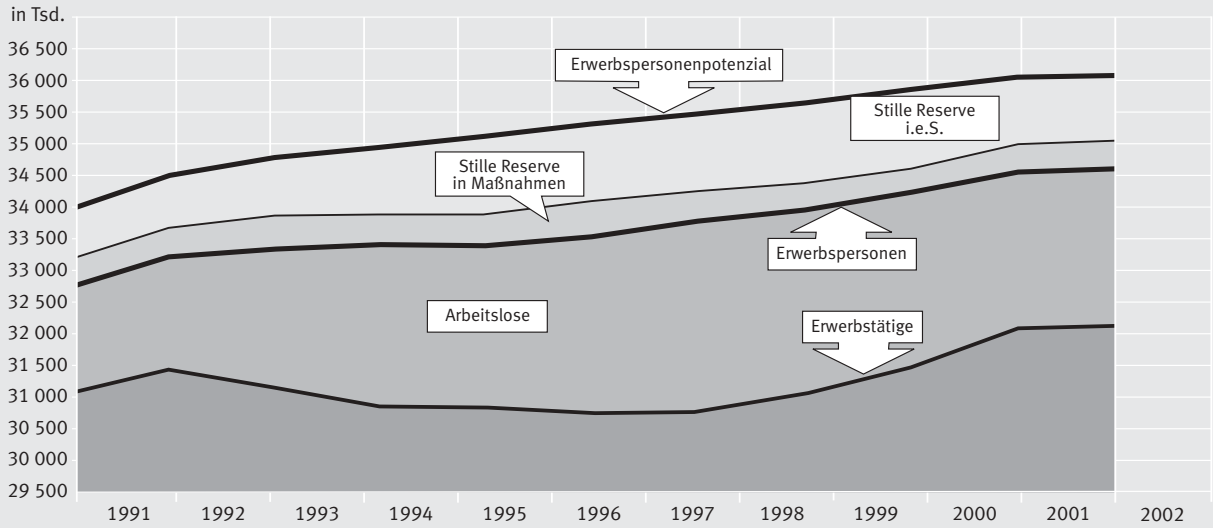 in Tsd.
36 500
36 000
35 500
35 000
34 500
34 000
33 500
33 000
32 500
32 000
31 500
31 000
30 500
30 000
29 500
Erwerbspersonenpotenzial
Stille Reserve
i.e.S.
Stille Reserve
in Maßnahmen
Erwerbspersonen
Arbeitslose
Erwerbstätige
1991 1992 1993 1994 1995 1996 1997 1998 1999 2000 2001 2002